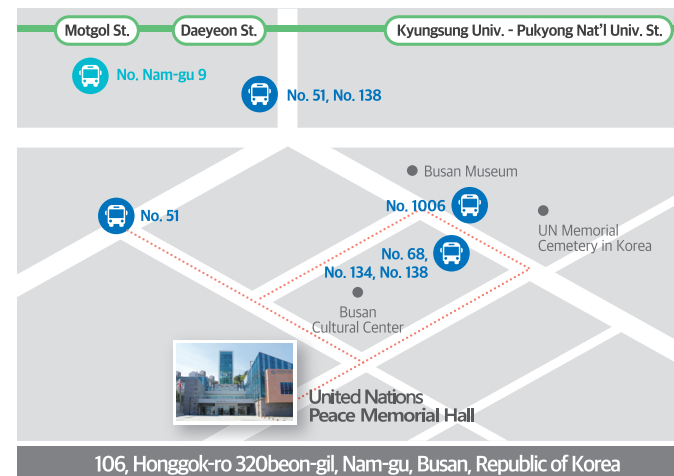 Motgol St.
Daeyeon St.
Kyungsung Univ. - Pukyong Nat'l Univ. St.
No. Nam-gu 9
No. 51, No. 138
Busan Museum
No. 51
No. 1006
UN Memorial
Cemetery in Korea
No. 68,
No. 134, No. 138
Busan
Cultural Center
United Nations
Peace Memorial Hall
106, Honggok-ro 320beon-gil, Nam-gu, Busan, Republic of Korea